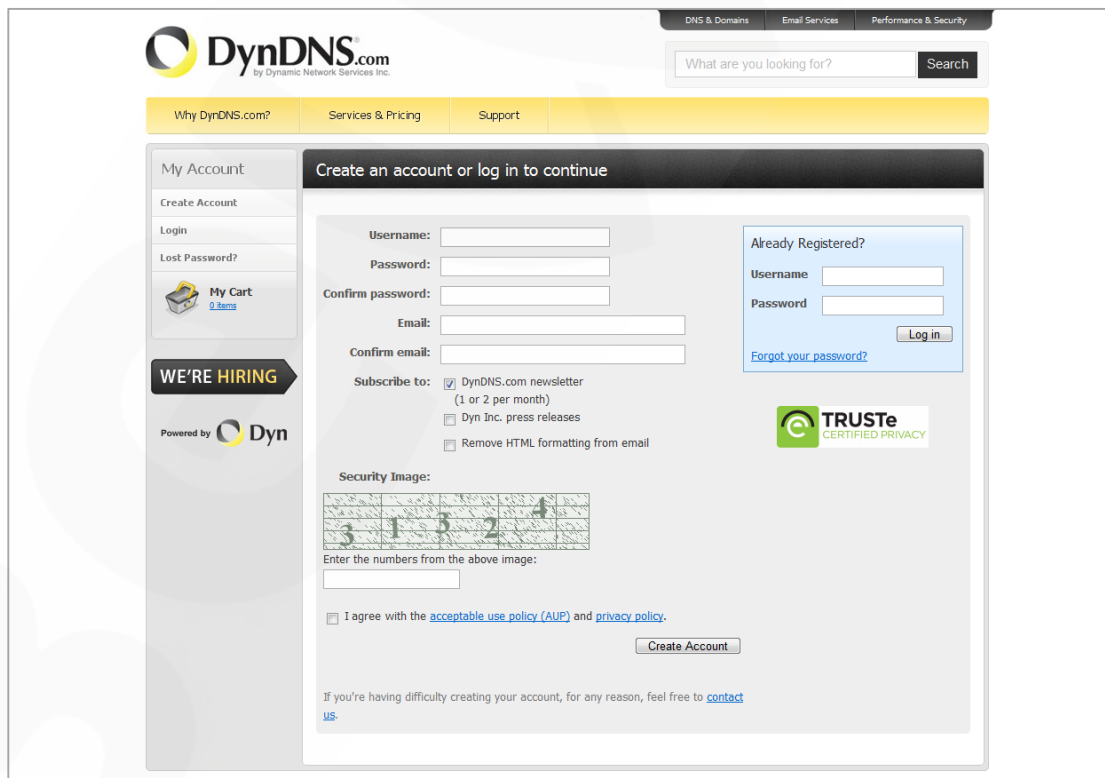 DNS & Domains
Email Services
Performance & Security
DynDNS.com
by Dynamic Network Services Inc.
What are you looking for?
Search
Why DynDNS.com?
Services & Pricing
Support
My Account
Create Account
Login
Lost Password?
My Cart
0 items
WE'RE HIRING
Powered by Dyn
Create an account or log in to continue
Username:
Password:
Confirm password:
Email:
Confirm email:
Subscribe to:
DynDNS.com newsletter
(1 or 2 per month)
Dyn Inc. press releases
Remove HTML formatting from email
Security Image:
3 1 3 2 4
Enter the numbers from the above image:
I agree with the acceptable use policy (AUP) and privacy policy.
Create Account
If you're having difficulty creating your account, for any reason, feel free to contact
us.
Already Registered?
Username
Password
Log in
Forgot your password?
TRUSTe
CERTIFIED PRIVACY